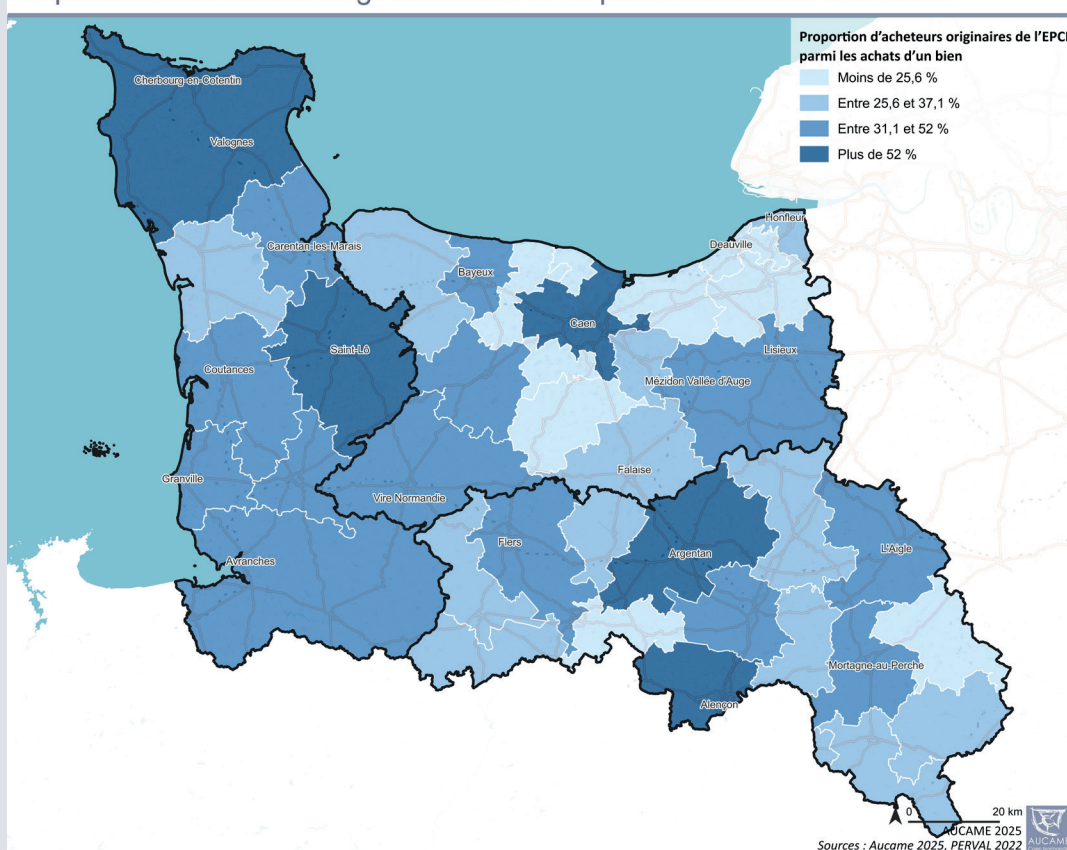 Proportion d'acheteurs originaires de l'EPCI
parmi les achats d'un bien
Moins de 25,6 %
Entre 25,6 et 37,1 %
Entre 31,1 et 52 %
Plus de 52 %
Cherbourg-en-Cotentin
Valognes
Honfleur
Deauville
Carentan-les-Marais
Bayeux
Caen
Saint-Lô
Lisieux
Coutances
Mézidon Vallée d'Auge
Falaise
Granville
Vire Normandie
Flers
Argentan
L'Aigle
Avranches
Mortagne-au-Perche
Alençon
0 20 km
AUCAME 2025
Sources : Aucame 2025, PERVAL 2022
AUCAME